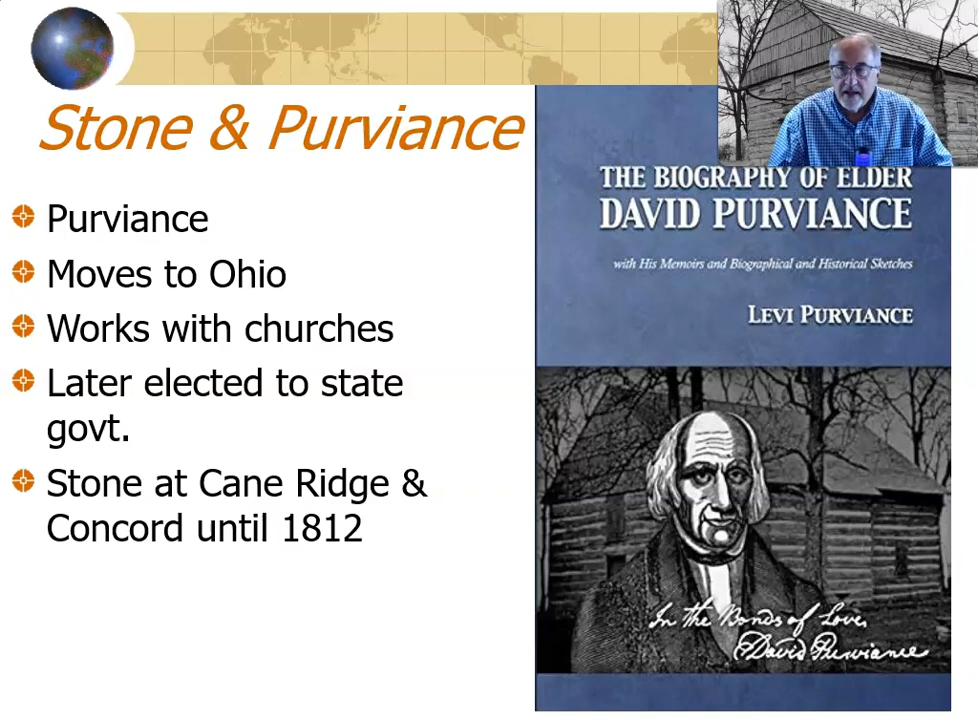 Stone & Purviance
Purviance
Moves to Ohio
Works with churches
Later elected to state
govt.
Stone at Cane Ridge &
Concord until 1812
THE BIOGRAPHY OF ELDER
DAVID PURVIANCE
with His Memoirs and Biographical and Historical Sketches
LEVI PURVIANCE
In the Bonds of Love,
David Purviance